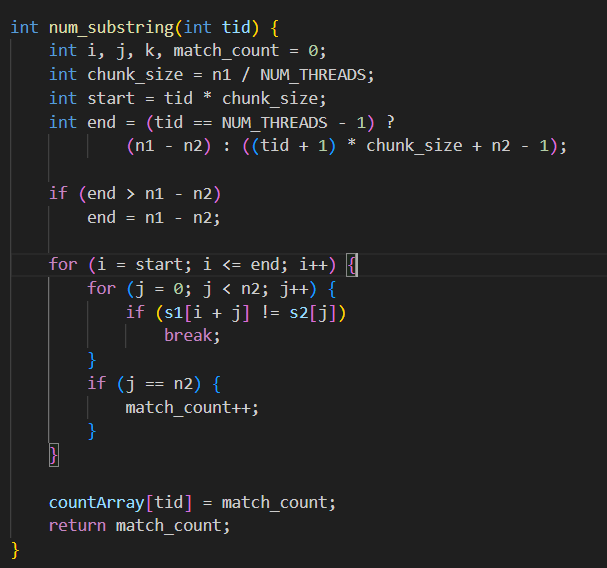 int num_substring(int tid) {
    int i, j, k, match_count = 0;
    int chunk_size = n1 / NUM_THREADS;
    int start = tid * chunk_size;
    int end = (tid == NUM_THREADS - 1) ?
            (n1 - n2) : ((tid + 1) * chunk_size + n2 - 1);

    if (end > n1 - n2)
        end = n1 - n2;

    for (i = start; i <= end; i++) {
        for (j = 0; j < n2; j++) {
            if (s1[i + j] != s2[j])
                break;
        }
        if (j == n2) {
            match_count++;
        }
    }

    countArray[tid] = match_count;
    return match_count;
}